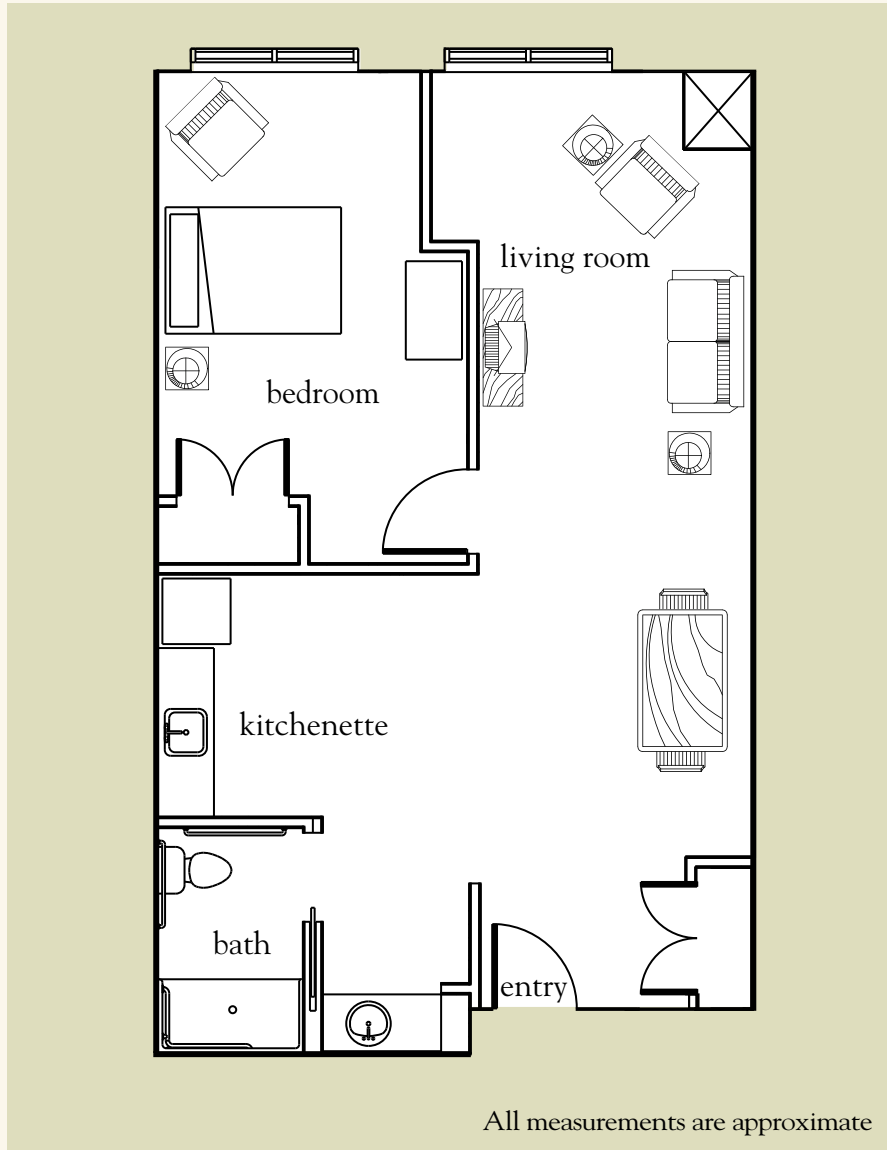 living room
bedroom
kitchenette
bath
entry
All measurements are approximate